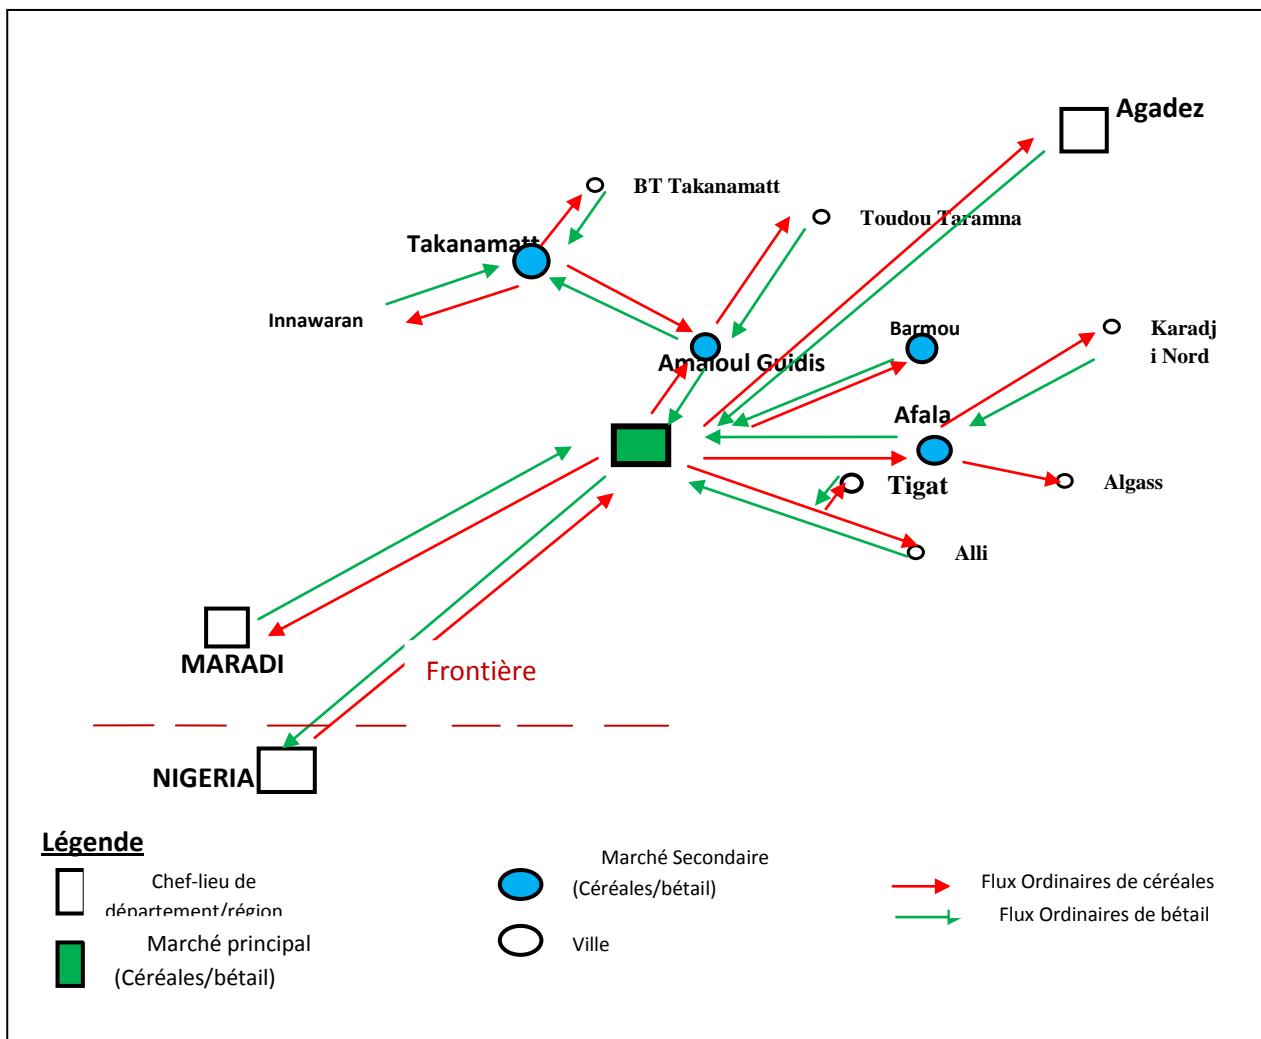 Agadez
BT Takanamatt
Toudou Taramna
Takanamatt
Innawaran
Barmou
Karadj
i Nord
Amaloul Guidis
Afala
Tigat
Algass
Alli
MARADI
Frontière
NIGERIA
Légende
Chef-lieu de
département/région
Marché principal
(Céréales/bétail)
Marché Secondaire
(Céréales/bétail)
Ville
Flux Ordinaires de céréales
Flux Ordinaires de bétail